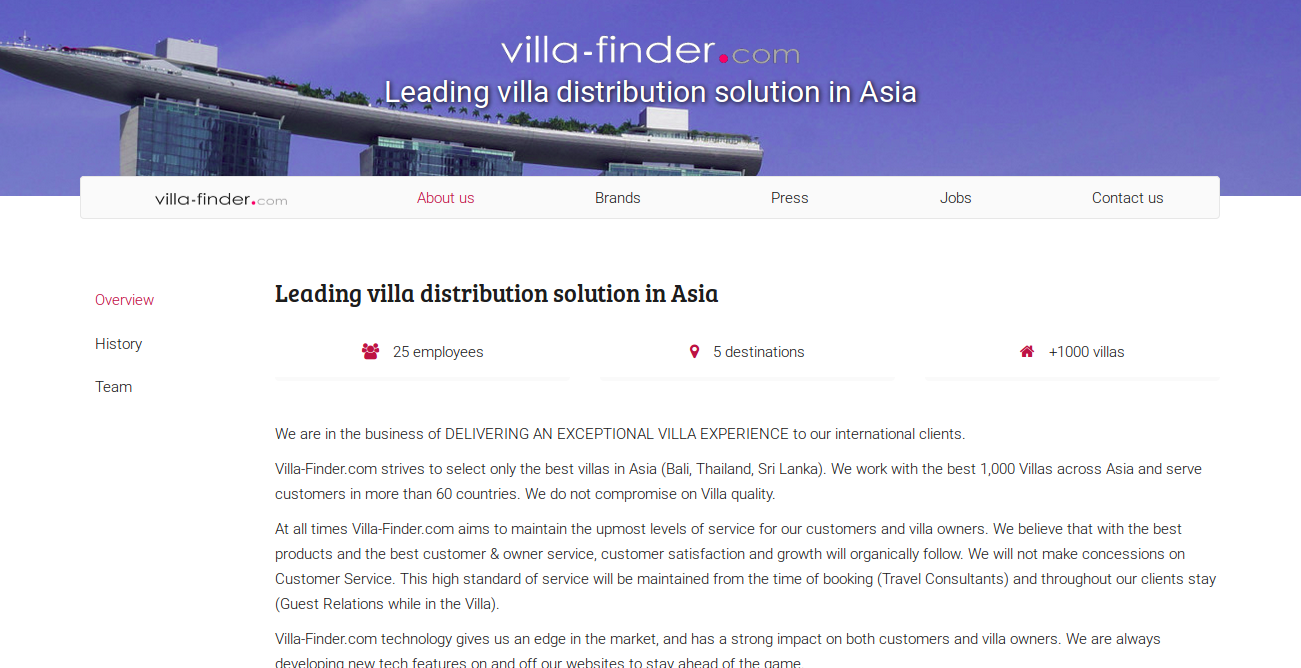 villa-finder.com
Leading villa distribution solution in Asia
villa-finder.com About us Brands Press Jobs Contact us
Overview
History
Team
Leading villa distribution solution in Asia
25 employees 5 destinations +1000 villas
We are in the business of DELIVERING AN EXCEPTIONAL VILLA EXPERIENCE to our international clients.
Villa-Finder.com strives to select only the best villas in Asia (Bali, Thailand, Sri Lanka). We work with the best 1,000 Villas across Asia and serve
customers in more than 60 countries. We do not compromise on Villa quality.
At all times Villa-Finder.com aims to maintain the upmost levels of service for our customers and villa owners. We believe that with the best
products and the best customer & owner service, customer satisfaction and growth will organically follow. We will not make concessions on
Customer Service. This high standard of service will be maintained from the time of booking (Travel Consultants) and throughout our clients stay
(Guest Relations while in the Villa).
Villa-Finder.com technology gives us an edge in the market, and has a strong impact on both customers and villa owners. We are always
developing new tech features on and off our websites to stay ahead of the game.